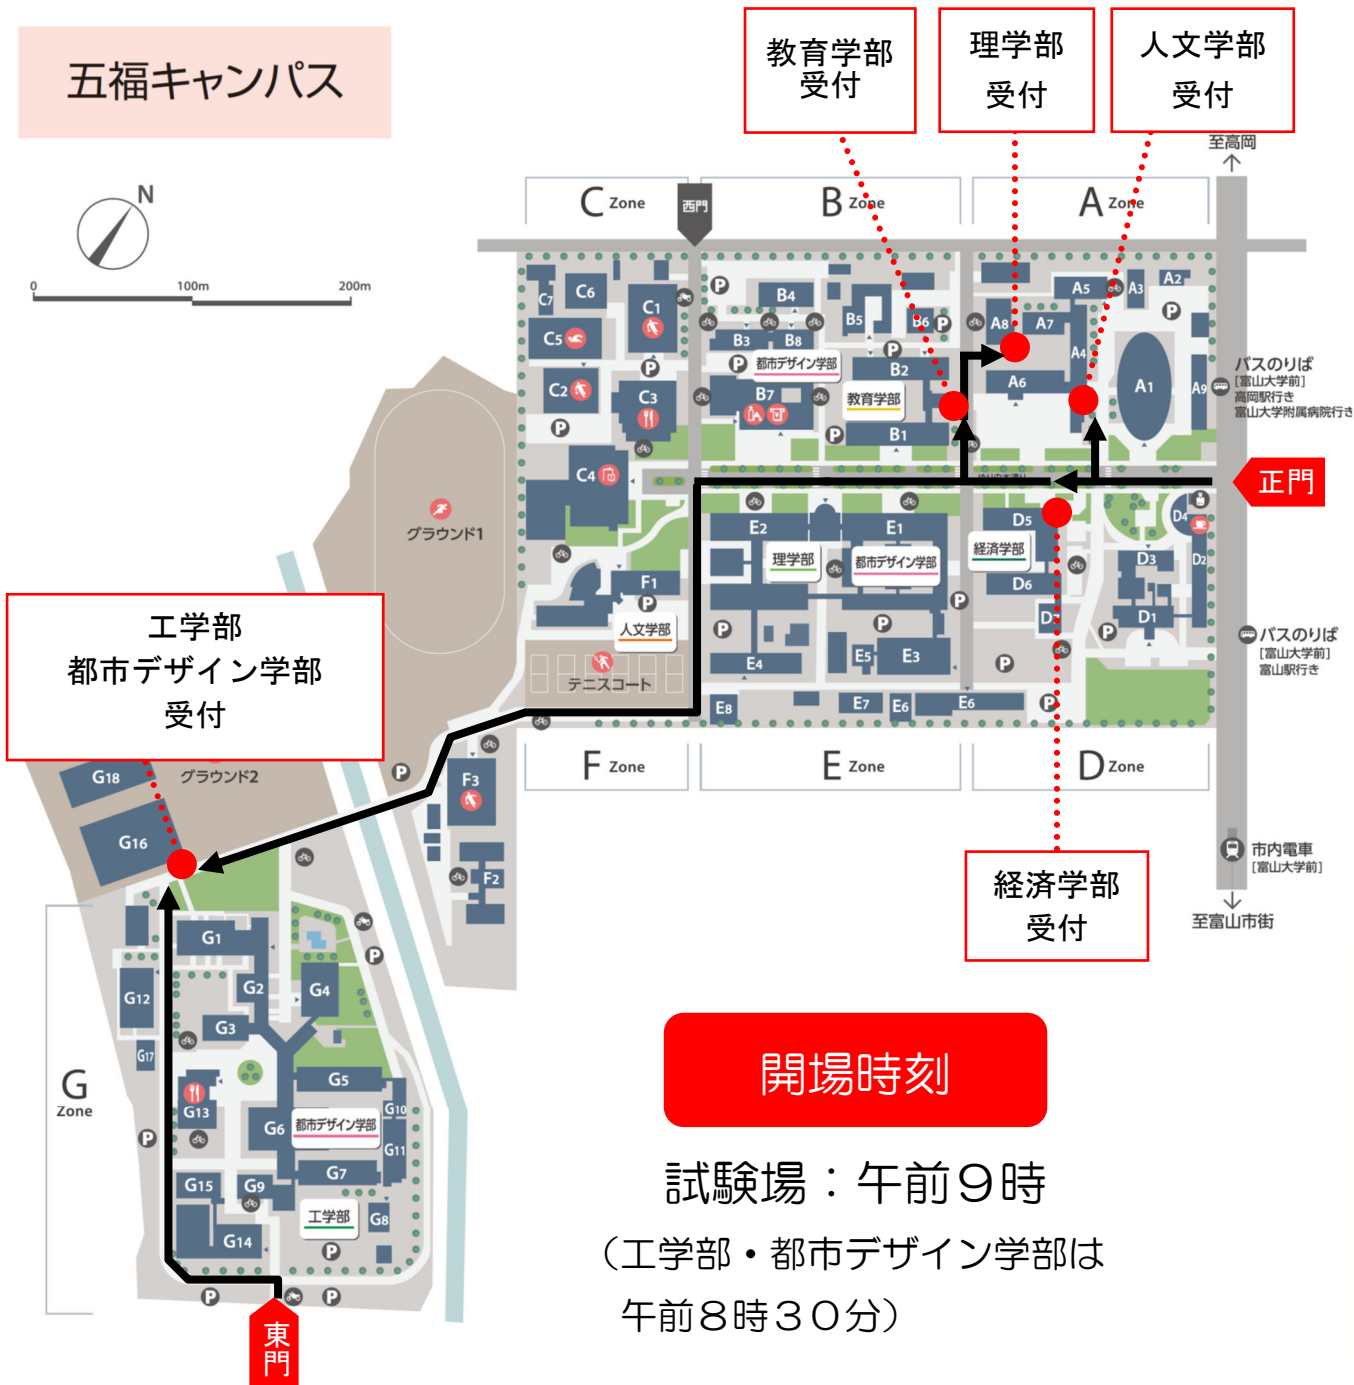 五福キャンパス
N
0
100m
200m
教育学部
受付
理学部
受付
人文学部
受付
至高岡
C Zone
西門
B Zone
A Zone
C7
C6
C1
C5
C2
C3
C4
P
B4
B5
B6
B3
B8
都市デザイン学部
B7
B2
教育学部
B1
A5
A3
A2
A8
A7
A4
A6
A1
A9
バスのりば
[富山大学前]
高岡駅行き
富山大学附属病院行き
正門
グラウンド1
E2
E1
理学部
都市デザイン学部
D5
経済学部
D6
D7
D4
D3
D2
D1
F1
人文学部
テニスコート
E4
E5
E3
E8
E7
E6
E6
バスのりば
[富山大学前]
富山駅行き
工学部
都市デザイン学部
受付
F Zone
E Zone
D Zone
グラウンド2
G18
G16
F3
F2
市内電車
[富山大学前]
至富山市街
経済学部
受付
G
Zone
G1
G2
G4
G12
G3
G17
G5
G13
G10
G6
都市デザイン学部
G11
G7
G15
G9
工学部
G8
G14
東門
開場時刻
試験場：午前９時
（工学部・都市デザイン学部は
午前８時３０分）